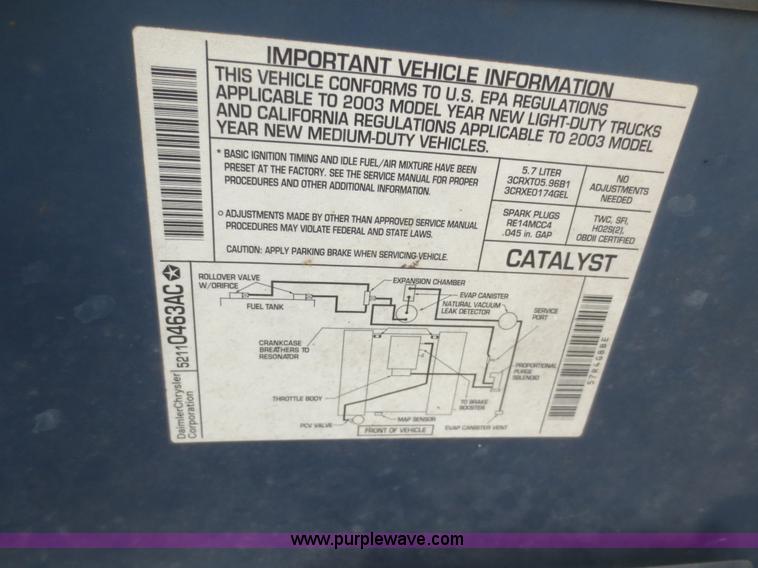 IMPORTANT VEHICLE INFORMATION
THIS VEHICLE CONFORMS TO U.S. EPA REGULATIONS
APPLICABLE TO 2003 MODEL YEAR NEW LIGHT-DUTY TRUCKS
AND CALIFORNIA REGULATIONS APPLICABLE TO 2003 MODEL
YEAR NEW MEDIUM-DUTY VEHICLES.
* BASIC IGNITION TIMING AND IDLE FUEL/AIR MIXTURE HAVE BEEN
PRESET AT THE FACTORY. SEE THE SERVICE MANUAL FOR PROPER
PROCEDURES AND OTHER ADDITIONAL INFORMATION.
○ ADJUSTMENTS MADE BY OTHER THAN APPROVED SERVICE MANUAL
PROCEDURES MAY VIOLATE FEDERAL AND STATE LAWS.
CAUTION: APPLY PARKING BRAKE WHEN SERVICING VEHICLE.
5.7 LITER
3CRXT05.96B1
3CRXE0174GEL
NO
ADJUSTMENTS
NEEDED
SPARK PLUGS
RE14MCC4
.045 in. GAP
TWC, SFI,
HO2S(2),
OBDII CERTIFIED
CATALYST
ROLLOVER VALVE
W/ORIFICE
FUEL TANK
EXPANSION CHAMBER
EVAP CANISTER
NATURAL VACUUM
LEAK DETECTOR
SERVICE
PORT
CRANKCASE
BREATHERS TO
RESONATOR
PROPORTIONAL
PURGE
SOLENOID
THROTTLE BODY
TO BRAKE
BOOSTER
MAP SENSOR
PCV VALVE
FRONT OF VEHICLE
EVAP CANISTER VENT
DaimlerChrysler
Corporation
52110463AC
www.purplewave.com